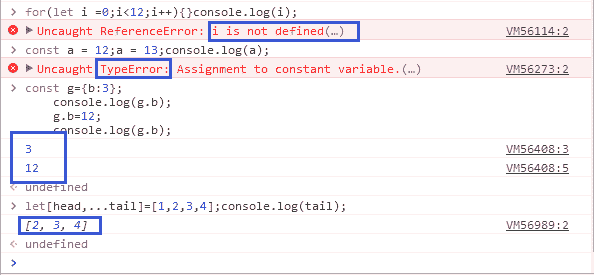 for(let i =0;i<12;i++){}console.log(i);
Uncaught ReferenceError: i is not defined(…) VM56114:2
const a = 12;a = 13;console.log(a);
Uncaught TypeError: Assignment to constant variable.(…) VM56273:2
const g={b:3};
console.log(g.b);
g.b=12;
console.log(g.b);
3 VM56408:3
12 VM56408:5
undefined
let[head,...tail]=[1,2,3,4];console.log(tail);
[2, 3, 4] VM56989:2
undefined